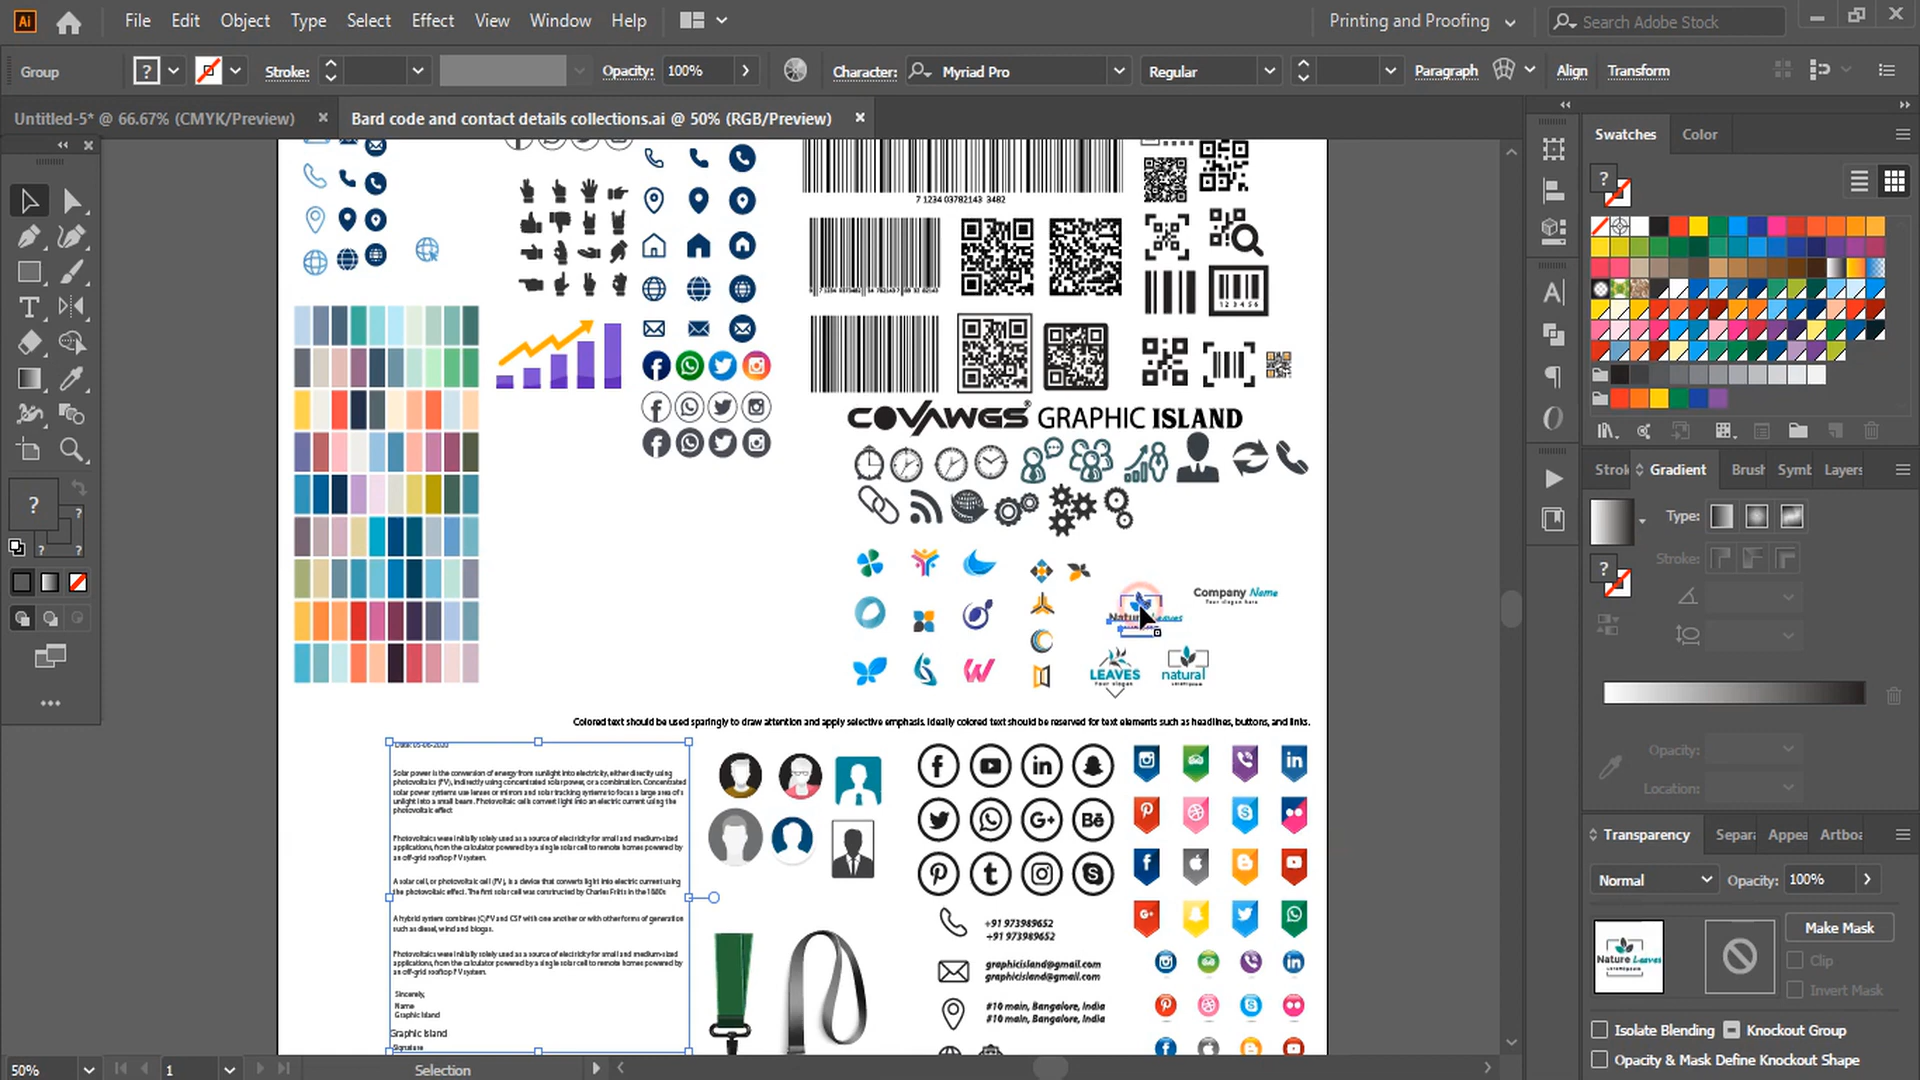 Ai
File Edit Object Type Select Effect View Window Help
Printing and Proofing
Search Adobe Stock
Group
? Stroke: Opacity: 100% Character: Myriad Pro Regular Paragraph Align Transform
Untitled-5* @ 66.67% (CMYK/Preview)
Bard code and contact details collections.ai @ 50% (RGB/Preview)
Swatches Color
7 1234 03782143 3482
1 2 3 4 5 6
COVAWGS® GRAPHIC ISLAND
Strok Gradient Brush Symb Layers
Type:
Stroke:
Opacity:
Location:
Company Name
Your slogan here
Nature Leaves
LEAVES
Your slogan
natural
Colored text should be used sparingly to draw attention and apply selective emphasis. Ideally colored text should be reserved for text elements such as headlines, buttons, and links.
Date: 05-06-2020
Solar power is the conversion of energy from sunlight into electricity, either directly using
photovoltaics (PV), indirectly using concentrated solar power, or a combination. Concentrated
solar power systems use lenses or mirrors and solar tracking systems to focus a large area of s
unlight into a small beam. Photovoltaic cells convert light into an electric current using the
photovoltaic effect
Photovoltaics were initially solely used as a source of electricity for small and medium-sized
applications, from the calculator powered by a single solar cell to remote homes powered by
an off-grid rooftop PV system.
A solar cell, or photovoltaic cell (PV), is a device that converts light into electric current using
the photovoltaic effect. The first solar cell was constructed by Charles Fritts in the 1880s
A hybrid system combines (C)PV and CSP with one another or with other forms of generation
such as diesel, wind and biogas.
Photovoltaics were initially solely used as a source of electricity for small and medium-sized
applications, from the calculator powered by a single solar cell to remote homes powered by
an off-grid rooftop PV system.
Sincerely,
Name
Graphic Island
Graphic Island
Signature
+91 973989652
+91 973989652
graphicisland@gmail.com
graphicisland@gmail.com
#10 main, Bangalore, India
#10 main, Bangalore, India
Transparency Separa Appea Artboa
Normal Opacity: 100%
Nature Leaves
Make Mask
Clip
Invert Mask
Isolate Blending Knockout Group
Opacity & Mask Define Knockout Shape
50% 1 Selection